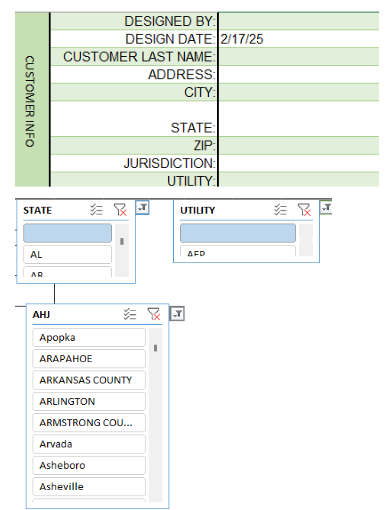 CUSTOMER INFO
DESIGNED BY:
DESIGN DATE: 2/17/25
CUSTOMER LAST NAME:
ADDRESS:
CITY:
STATE:
ZIP:
JURISDICTION:
UTILITY:
STATE
AL
AR
UTILITY
AEP
AHJ
Apopka
ARAPAHOE
ARKANSAS COUNTY
ARLINGTON
ARMSTRONG COU...
Arvada
Asheboro
Asheville